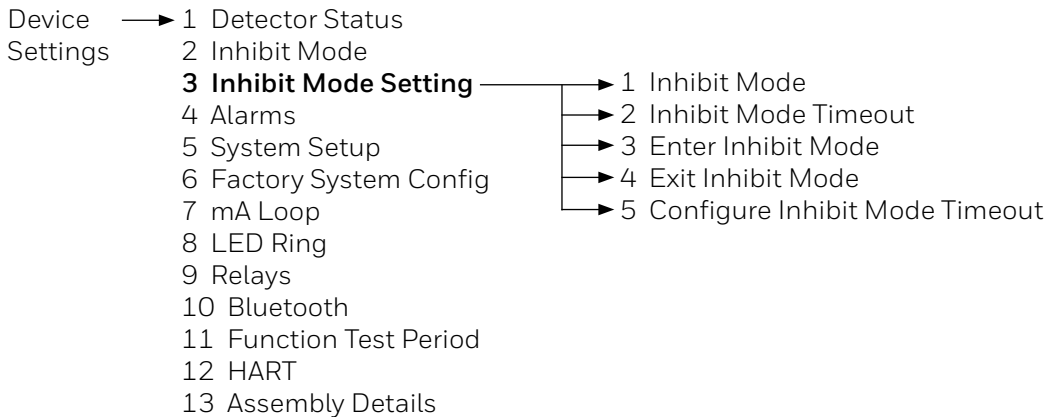 Device
Settings
1 Detector Status
2 Inhibit Mode
3 Inhibit Mode Setting
4 Alarms
5 System Setup
6 Factory System Config
7 mA Loop
8 LED Ring
9 Relays
10 Bluetooth
11 Function Test Period
12 HART
13 Assembly Details
1 Inhibit Mode
2 Inhibit Mode Timeout
3 Enter Inhibit Mode
4 Exit Inhibit Mode
5 Configure Inhibit Mode Timeout